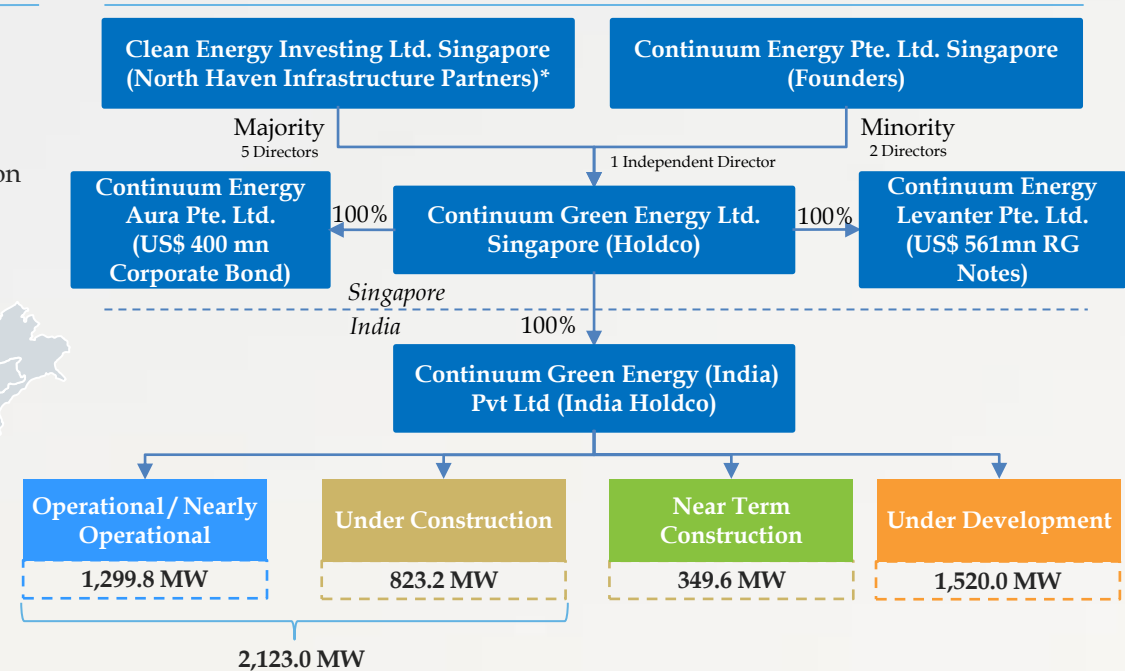 Clean Energy Investing Ltd. Singapore
(North Haven Infrastructure Partners)*
Continuum Energy Pte. Ltd. Singapore
(Founders)
Majority
5 Directors
Minority
2 Directors
1 Independent Director
on
Continuum Energy
Aura Pte. Ltd.
(US$ 400 mn
Corporate Bond)
100%
Continuum Green Energy Ltd.
Singapore (Holdco)
100%
Continuum Energy
Levanter Pte. Ltd.
(US$ 561mn RG
Notes)
Singapore
India
100%
Continuum Green Energy (India)
Pvt Ltd (India Holdco)
Operational / Nearly
Operational
1,299.8 MW
Under Construction
823.2 MW
Near Term
Construction
349.6 MW
Under Development
1,520.0 MW
2,123.0 MW